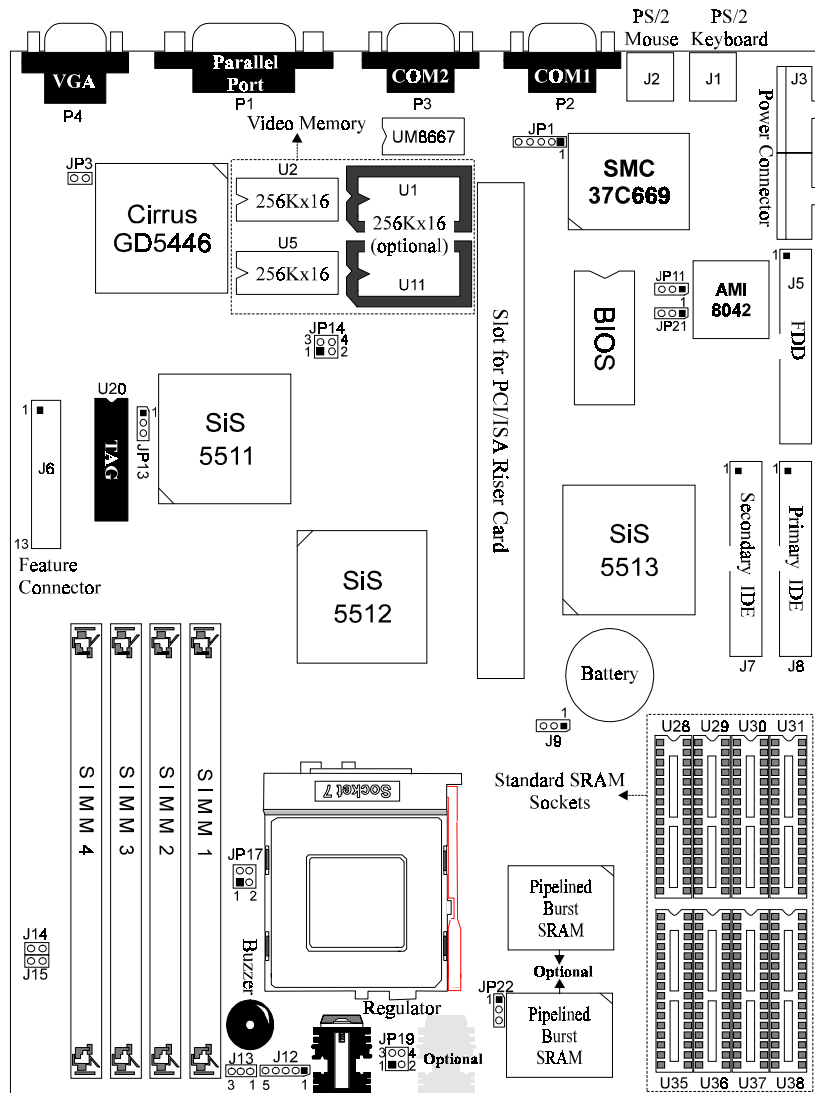 PS/2
Mouse
PS/2
Keyboard
VGA
Parallel
Port
COM2
COM1
J2
J1
J3
P4
P1
P3
P2
Power Connector
Video Memory
UM8667
JP1
1
JP3
U2
U1
SMC
37C669
Cirrus
GD5446
256Kx16
256Kx16
(optional)
U5
256Kx16
U11
JP11
1
JP21
AMI
8042
1
J5
FDD
BIOS
JP14
3
4
1
2
Slot for PCI/ISA Riser Card
U20
TAG
1
JP13
SiS
5511
1
J6
13
Feature
Connector
SiS
5512
SiS
5513
1
Secondary IDE
J7
1
Primary IDE
J8
Battery
1
J9
U28
U29
U30
U31
Standard SRAM
Sockets
SIMM 4
SIMM 3
SIMM 2
SIMM 1
Socket 7
JP17
1
2
Pipelined
Burst
SRAM
Optional
J14
J15
Buzzer
Regulator
JP22
1
Pipelined
Burst
SRAM
J13
3
1
J12
5
1
JP19
3
4
1
2
Optional
U35
U36
U37
U38